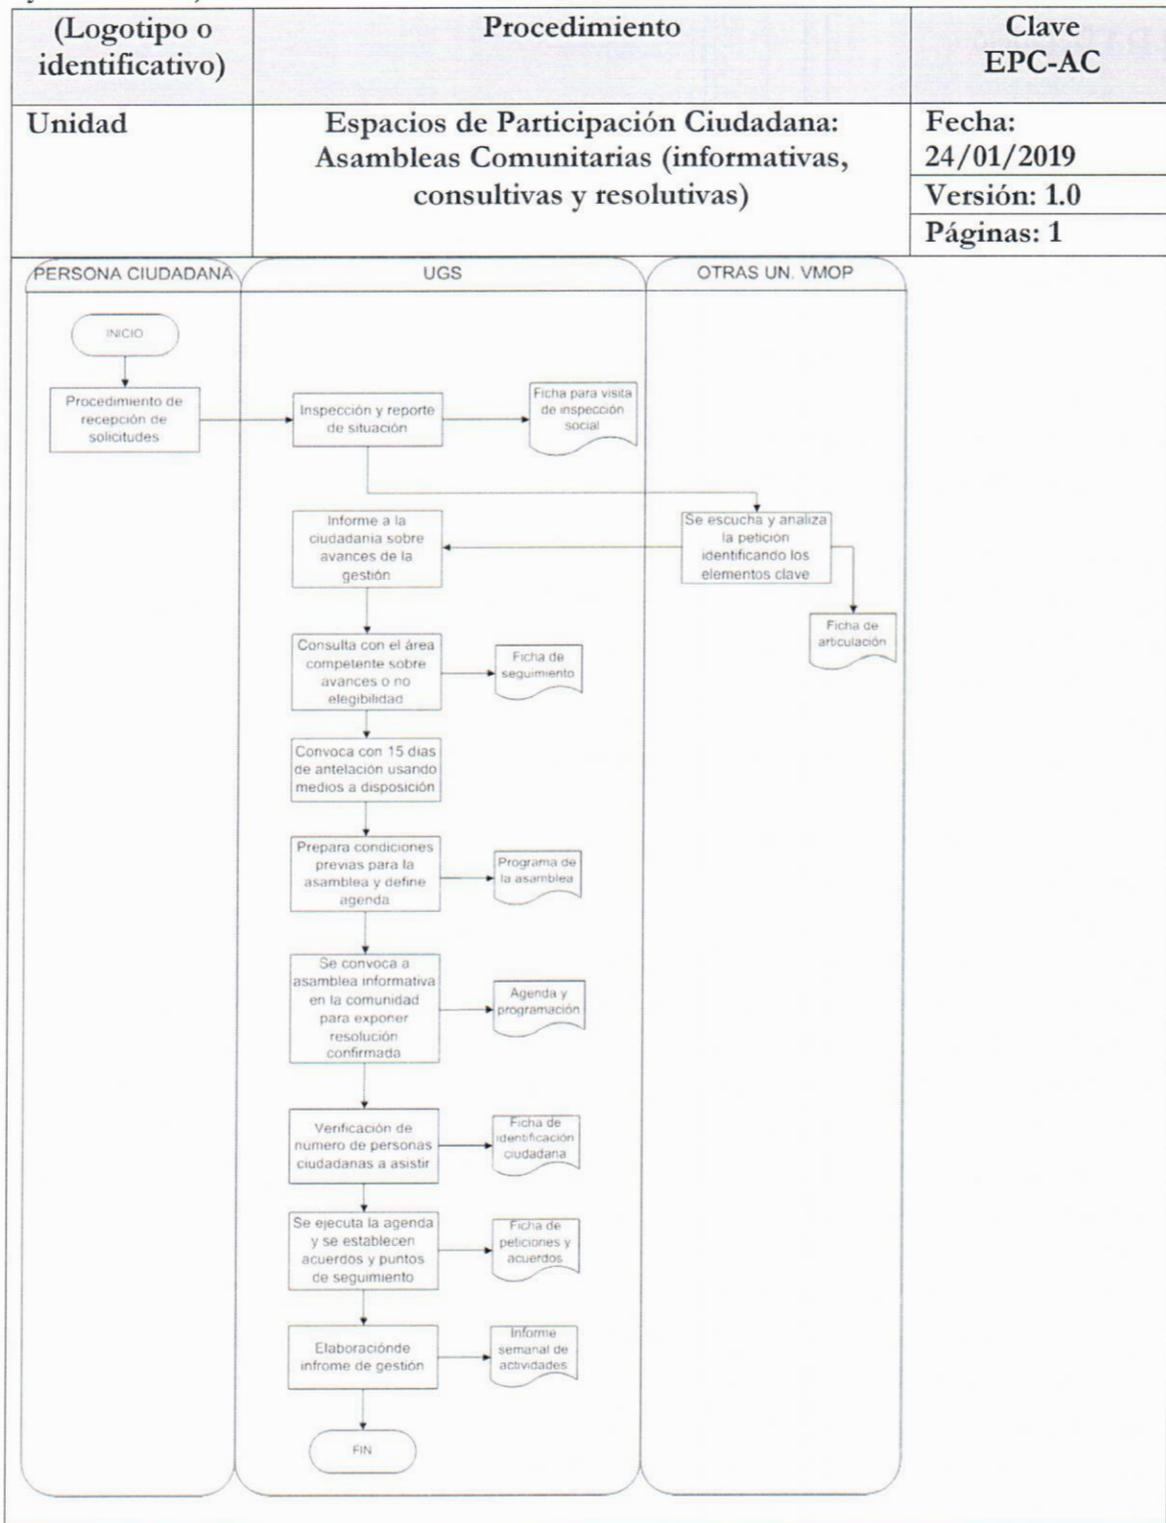 (Logotipo o
identificativo)
Procedimiento
Clave
EPC-AC
Unidad
Espacios de Participación Ciudadana:
Asambleas Comunitarias (informativas,
consultivas y resolutivas)
Fecha:
24/01/2019
Versión: 1.0
Páginas: 1
PERSONA CIUDADANA
UGS
OTRAS UN. VMOP
INICIO
Procedimiento de
recepción de
solicitudes
Inspección y reporte
de situación
Ficha para visita
de inspección
social
Se escucha y analiza
la petición
identificando los
elementos clave
Ficha de
articulación
Informe a la
ciudadanía sobre
avances de la
gestión
Consulta con el área
competente sobre
avances o no
elegibilidad
Ficha de
seguimiento
Convoca con 15 días
de antelación usando
medios a disposición
Prepara condiciones
previas para la
asamblea y define
agenda
Programa de
la asamblea
Se convoca a
asamblea informativa
en la comunidad
para exponer
resolución
confirmada
Agenda y
programación
Verificación de
numero de personas
ciudadanas a asistir
Ficha de
identificación
ciudadana
Se ejecuta la agenda
y se establecen
acuerdos y puntos
de seguimiento
Ficha de
peticiones y
acuerdos
Elaboraciónde
infrome de gestión
Informe
semanal de
actividades
FIN